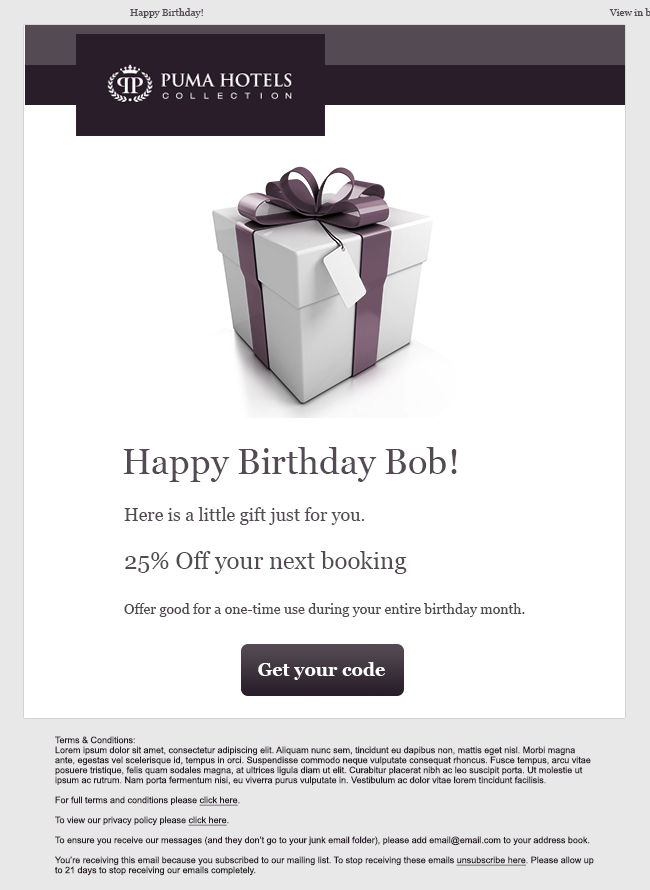 Happy Birthday!
View in b
PUMA HOTELS
COLLECTION
Happy Birthday Bob!
Here is a little gift just for you.
25% Off your next booking
Offer good for a one-time use during your entire birthday month.
Get your code
Terms & Conditions:
Lorem ipsum dolor sit amet, consectetur adipiscing elit. Aliquam nunc sem, tincidunt eu dapibus non, mattis eget nisl. Morbi magna
ante, egestas vel scelerisque id, tempus in orci. Suspendisse commodo neque vulputate consequat rhoncus. Fusce tempus, arcu vitae
posuere tristique, felis quam sodales magna, at ultrices ligula diam ut elit. Curabitur placerat nibh ac leo suscipit porta. Ut molestie ut
ipsum ac rutrum. Nam porta fermentum nisi, eu viverra purus vulputate in. Vestibulum ac dolor vitae lorem tincidunt facilisis.
For full terms and conditions please click here.
To view our privacy policy please click here.
To ensure you receive our messages (and they don't go to your junk email folder), please add email@email.com to your address book.
You're receiving this email because you subscribed to our mailing list. To stop receiving these emails unsubscribe here. Please allow up
to 21 days to stop receiving our emails completely.